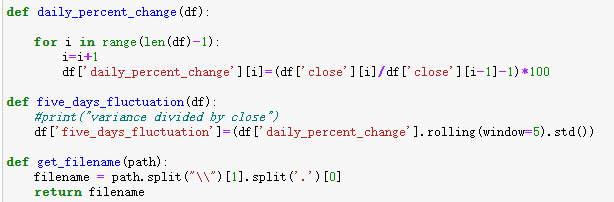 def daily_percent_change(df):
    for i in range(len(df)-1):
        i=i+1
        df['daily_percent_change'][i]=(df['close'][i]/df['close'][i-1]-1)*100
def five_days_fluctuation(df):
    #print("variance divided by close")
    df['five_days_fluctuation']=(df['daily_percent_change'].rolling(window=5).std())
def get_filename(path):
    filename = path.split("\\")[1].split('.')[0]
    return filename